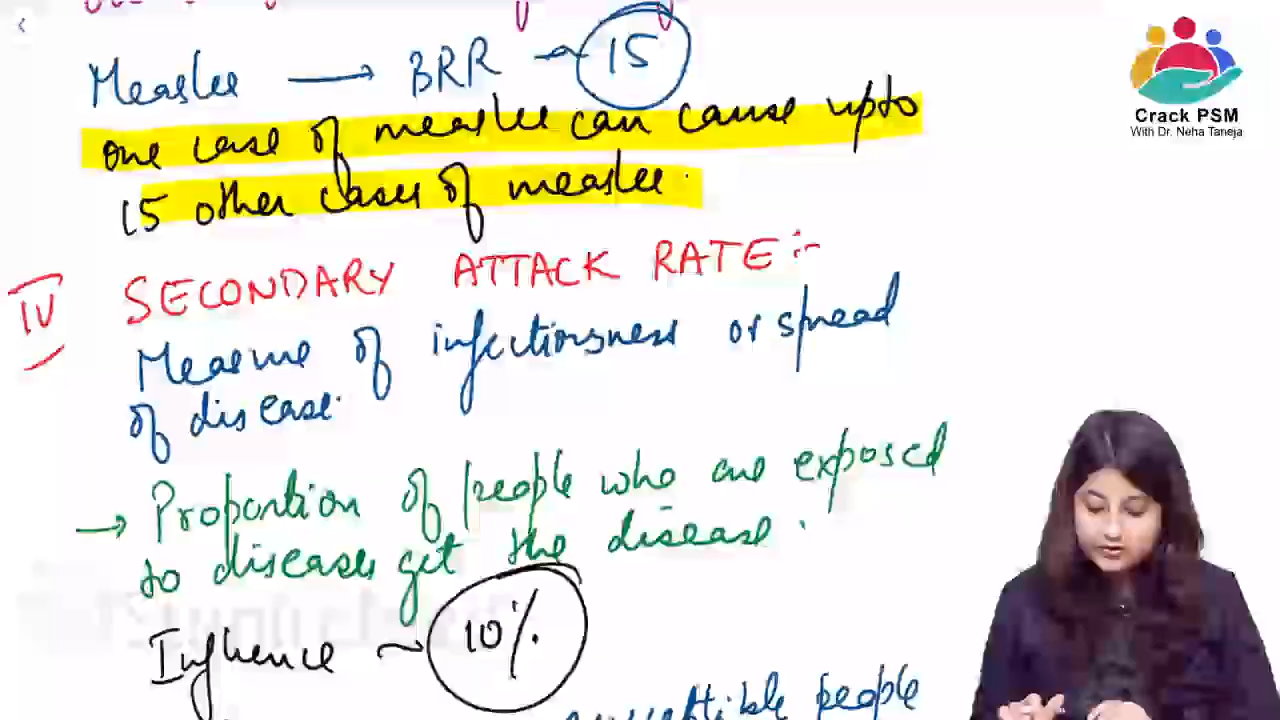 Measles → BRR → 15
one case of measles can cause upto
15 other cases of measles.
IV SECONDARY ATTACK RATE :-
Measure of infectiousness or spread
of disease.
→ Proportion of people who are exposed
to diseases get the disease.
Influence ~ 10%
susceptible people
Crack PSM
With Dr. Neha Taneja